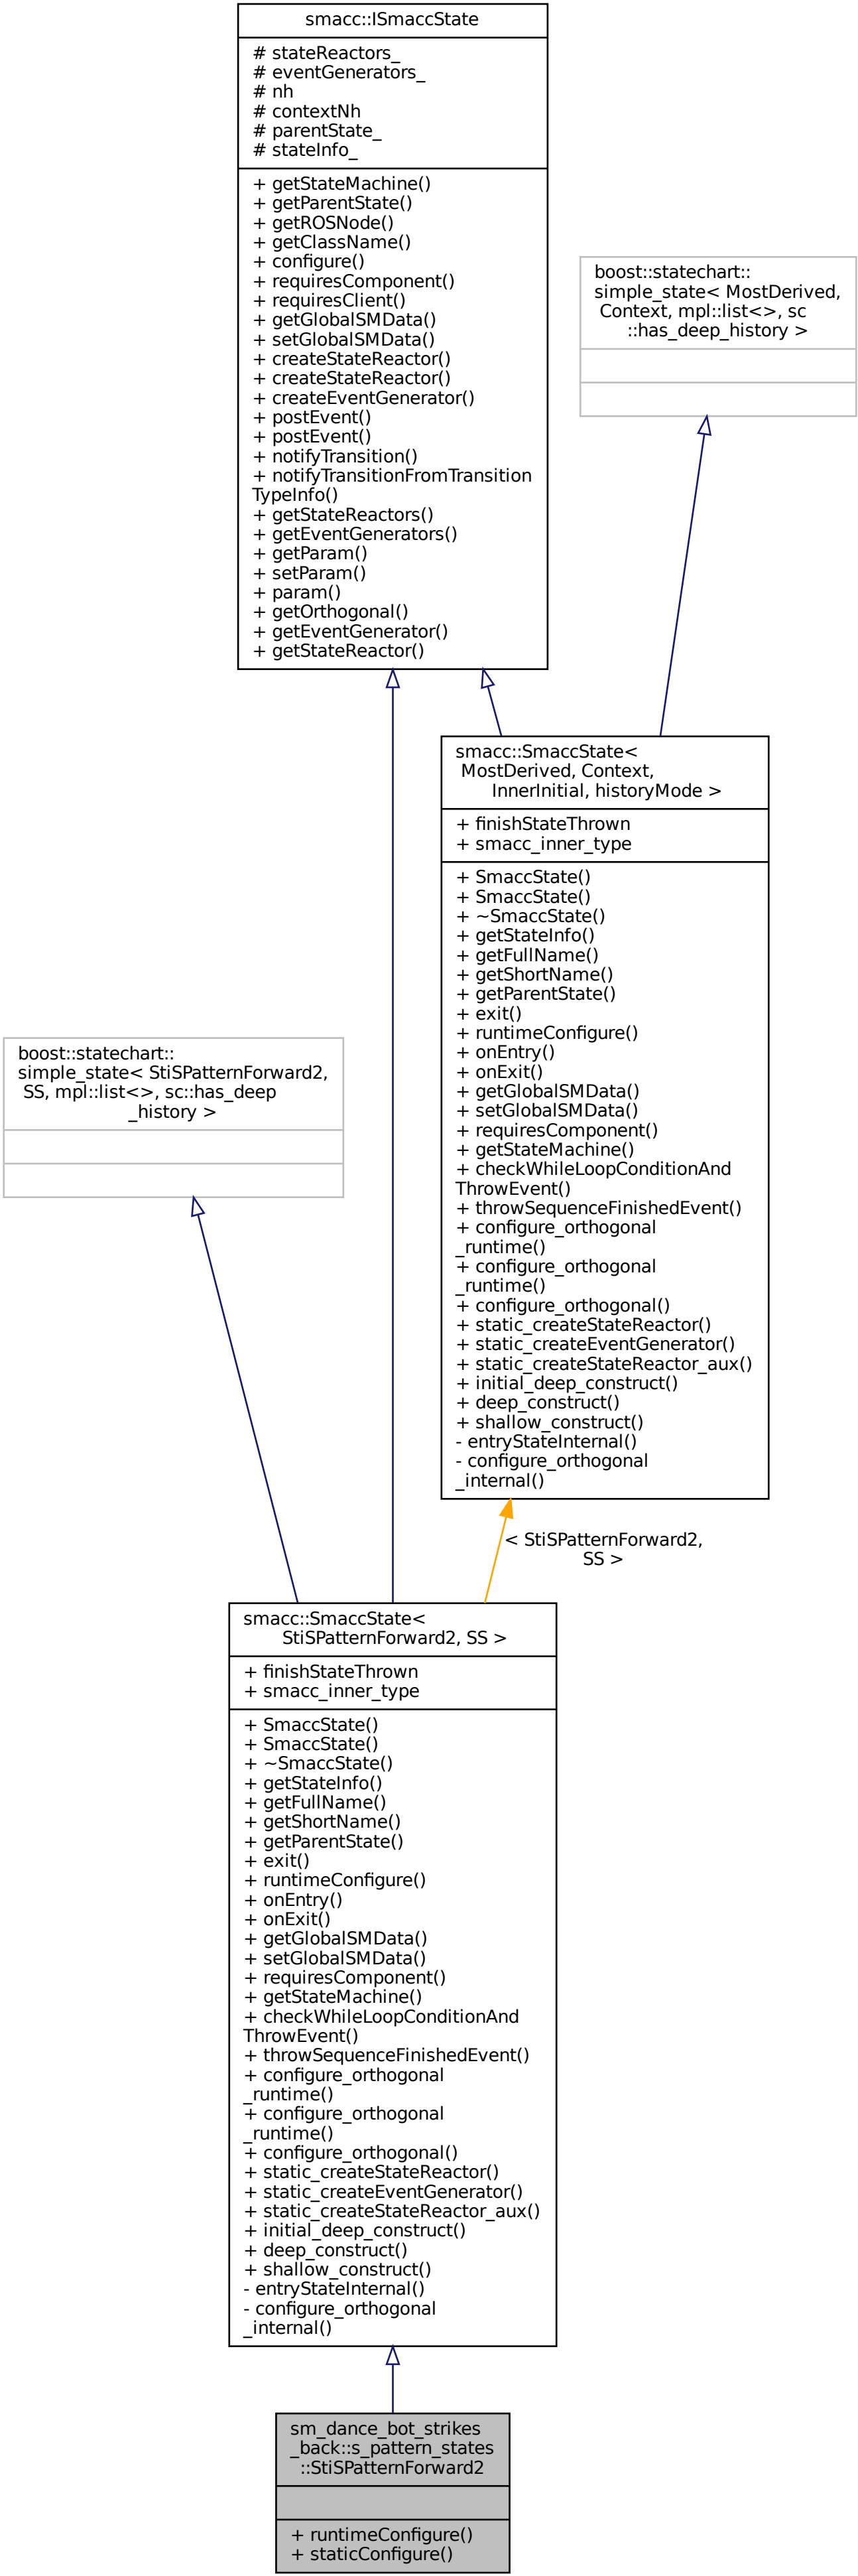 smacc::ISmaccState
# stateReactors_
# eventGenerators_
# nh
# contextNh
# parentState_
# stateInfo_
+ getStateMachine()
+ getParentState()
+ getROSNode()
+ getClassName()
+ configure()
+ requiresComponent()
+ requiresClient()
+ getGlobalSMData()
+ setGlobalSMData()
+ createStateReactor()
+ createStateReactor()
+ createEventGenerator()
+ postEvent()
+ postEvent()
+ notifyTransition()
+ notifyTransitionFromTransition
TypeInfo()
+ getStateReactors()
+ getEventGenerators()
+ getParam()
+ setParam()
+ param()
+ getOrthogonal()
+ getEventGenerator()
+ getStateReactor()
boost::statechart::
simple_state< MostDerived,
Context, mpl::list<>, sc
::has_deep_history >
smacc::SmaccState<
MostDerived, Context,
InnerInitial, historyMode >
+ finishStateThrown
+ smacc_inner_type
+ SmaccState()
+ SmaccState()
+ ~SmaccState()
+ getStateInfo()
+ getFullName()
+ getShortName()
+ getParentState()
+ exit()
+ runtimeConfigure()
+ onEntry()
+ onExit()
+ getGlobalSMData()
+ setGlobalSMData()
+ requiresComponent()
+ getStateMachine()
+ checkWhileLoopConditionAnd
ThrowEvent()
+ throwSequenceFinishedEvent()
+ configure_orthogonal
_runtime()
+ configure_orthogonal
_runtime()
+ configure_orthogonal()
+ static_createStateReactor()
+ static_createEventGenerator()
+ static_createStateReactor_aux()
+ initial_deep_construct()
+ deep_construct()
+ shallow_construct()
- entryStateInternal()
- configure_orthogonal
_internal()
boost::statechart::
simple_state< StiSPatternForward2,
SS, mpl::list<>, sc::has_deep
_history >
< StiSPatternForward2,
SS >
smacc::SmaccState<
StiSPatternForward2, SS >
+ finishStateThrown
+ smacc_inner_type
+ SmaccState()
+ SmaccState()
+ ~SmaccState()
+ getStateInfo()
+ getFullName()
+ getShortName()
+ getParentState()
+ exit()
+ runtimeConfigure()
+ onEntry()
+ onExit()
+ getGlobalSMData()
+ setGlobalSMData()
+ requiresComponent()
+ getStateMachine()
+ checkWhileLoopConditionAnd
ThrowEvent()
+ throwSequenceFinishedEvent()
+ configure_orthogonal
_runtime()
+ configure_orthogonal
_runtime()
+ configure_orthogonal()
+ static_createStateReactor()
+ static_createEventGenerator()
+ static_createStateReactor_aux()
+ initial_deep_construct()
+ deep_construct()
+ shallow_construct()
- entryStateInternal()
- configure_orthogonal
_internal()
sm_dance_bot_strikes
_back::s_pattern_states
::StiSPatternForward2
+ runtimeConfigure()
+ staticConfigure()